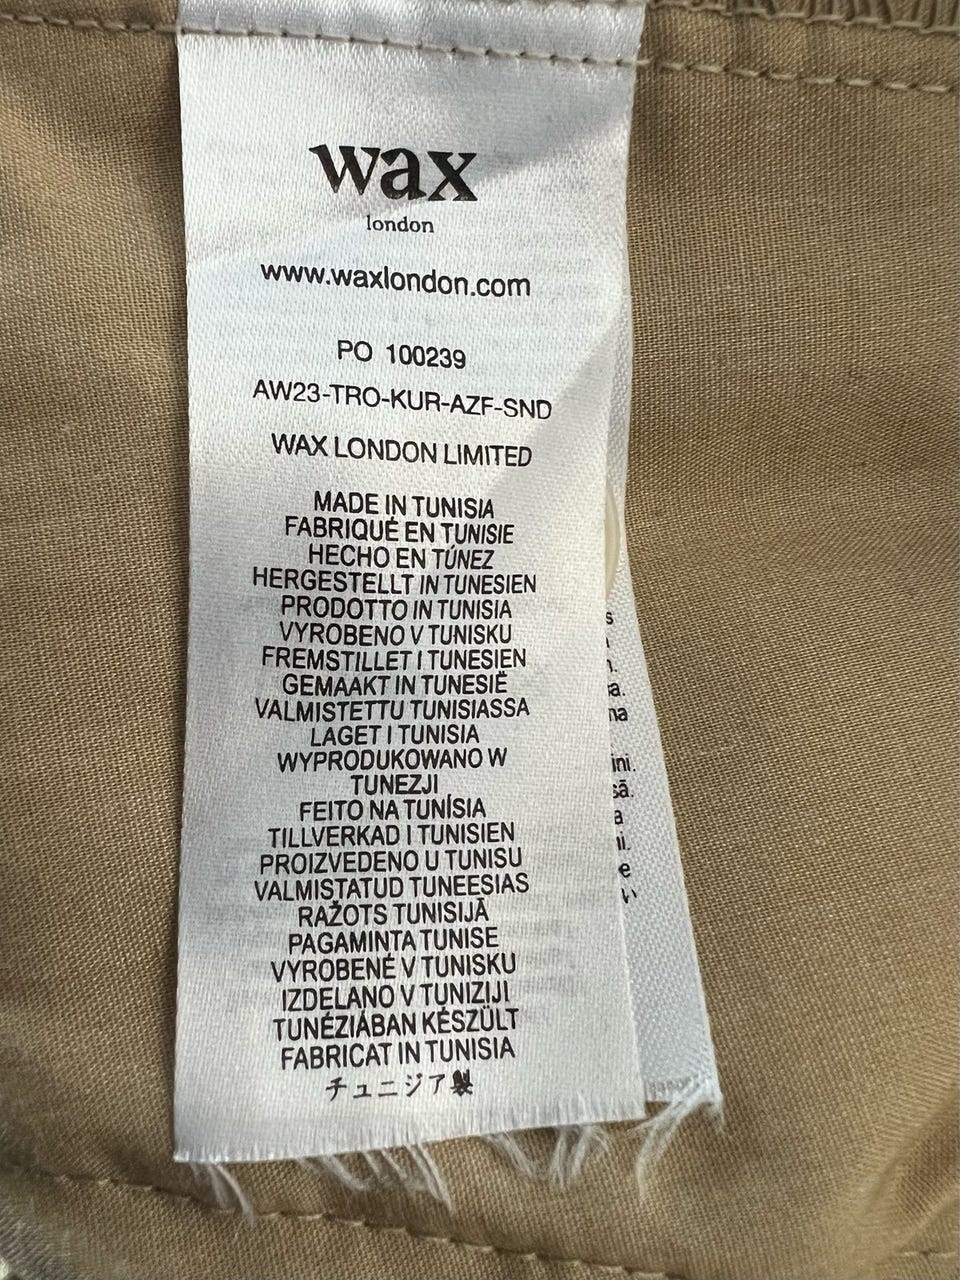 wax
london
www.waxlondon.com
PO 100239
AW23-TRO-KUR-AZF-SND
WAX LONDON LIMITED
MADE IN TUNISIA
FABRIQUÉ EN TUNISIE
HECHO EN TÚNEZ
HERGESTELLT IN TUNESIEN
PRODOTTO IN TUNISIA
VYROBENO V TUNISKU
FREMSTILLET I TUNESIEN
GEMAAKT IN TUNESIË
VALMISTETTU TUNISIASSA
LAGET I TUNISIA
WYPRODUKOWANO W
TUNEZJI
FEITO NA TUNÍSIA
TILLVERKAD I TUNISIEN
PROIZVEDENO U TUNISU
VALMISTATUD TUNEESIAS
RAŽOTS TUNISIJĀ
PAGAMINTA TUNISE
VYROBENÉ V TUNISKU
IZDELANO V TUNIZIJI
TUNÉZIÁBAN KÉSZÜLT
FABRICAT IN TUNISIA
チュニジア製